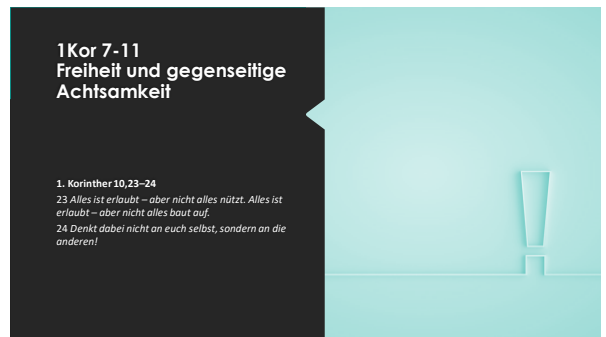 1Kor 7-11
Freiheit und gegenseitige
Achtsamkeit
1. Korinther 10,23–24
23 Alles ist erlaubt – aber nicht alles nützt. Alles ist
erlaubt – aber nicht alles baut auf.
24 Denkt dabei nicht an euch selbst, sondern an die
anderen!
!